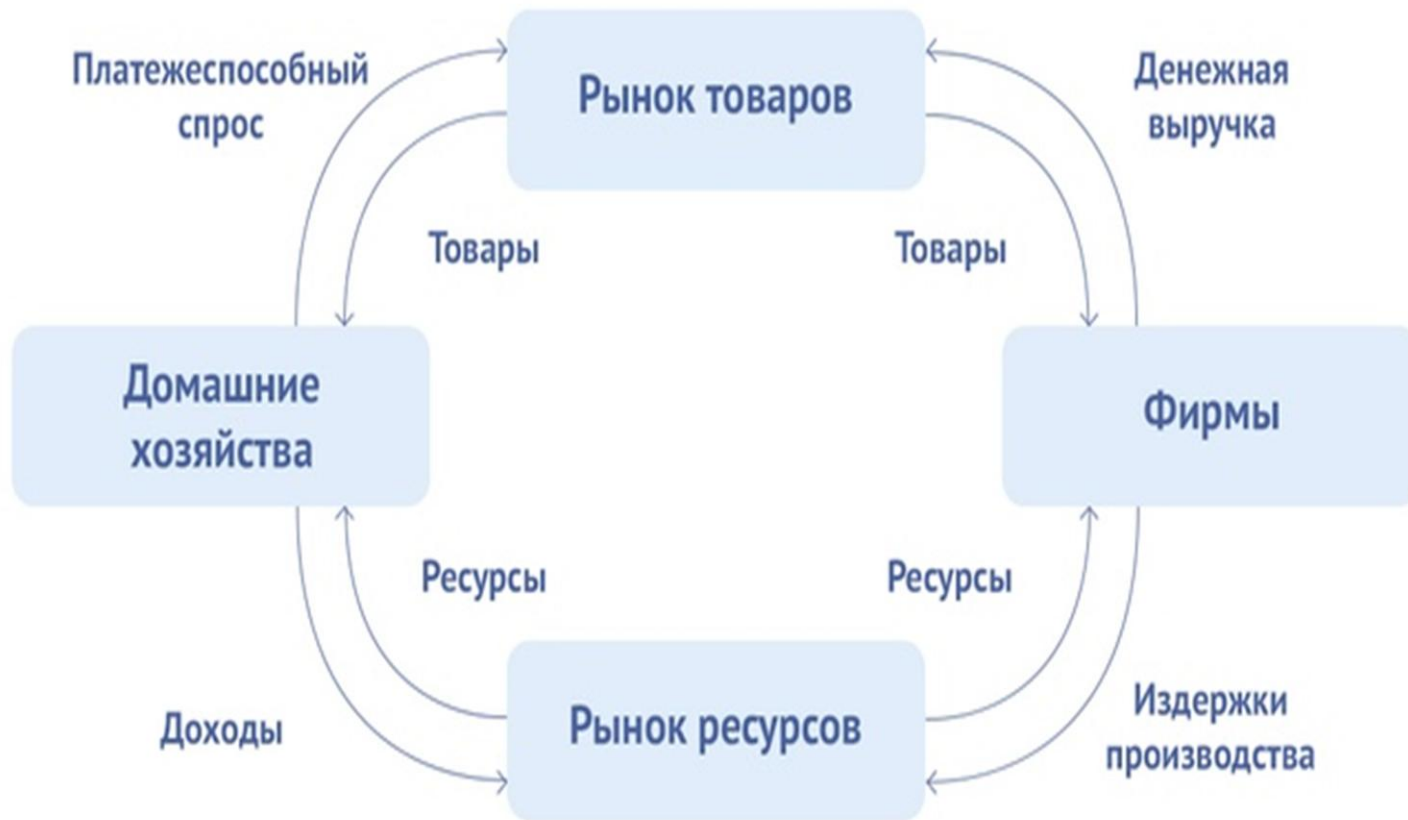 Платежеспособный
спрос
Рынок товаров
Денежная
выручка
Товары
Товары
Домашние
хозяйства
Фирмы
Ресурсы
Ресурсы
Доходы
Рынок ресурсов
Издержки
производства